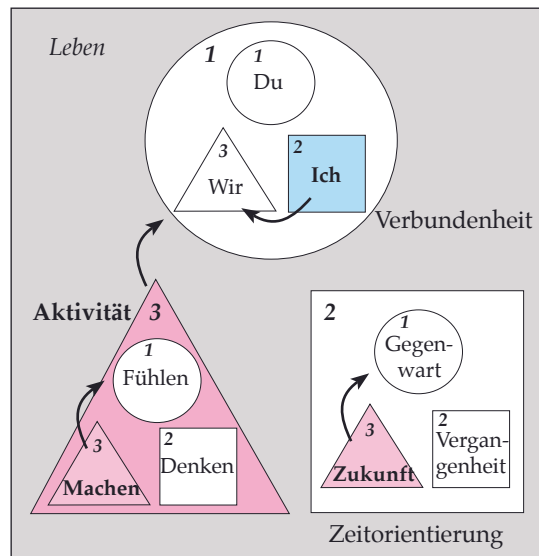 Leben
1
1
Du
3
Wir
2
Ich
Verbundenheit
Aktivität
3
1
Fühlen
3
Machen
2
Denken
2
1
Gegen-
wart
3
Zukunft
2
Vergan-
genheit
Zeitorientierung